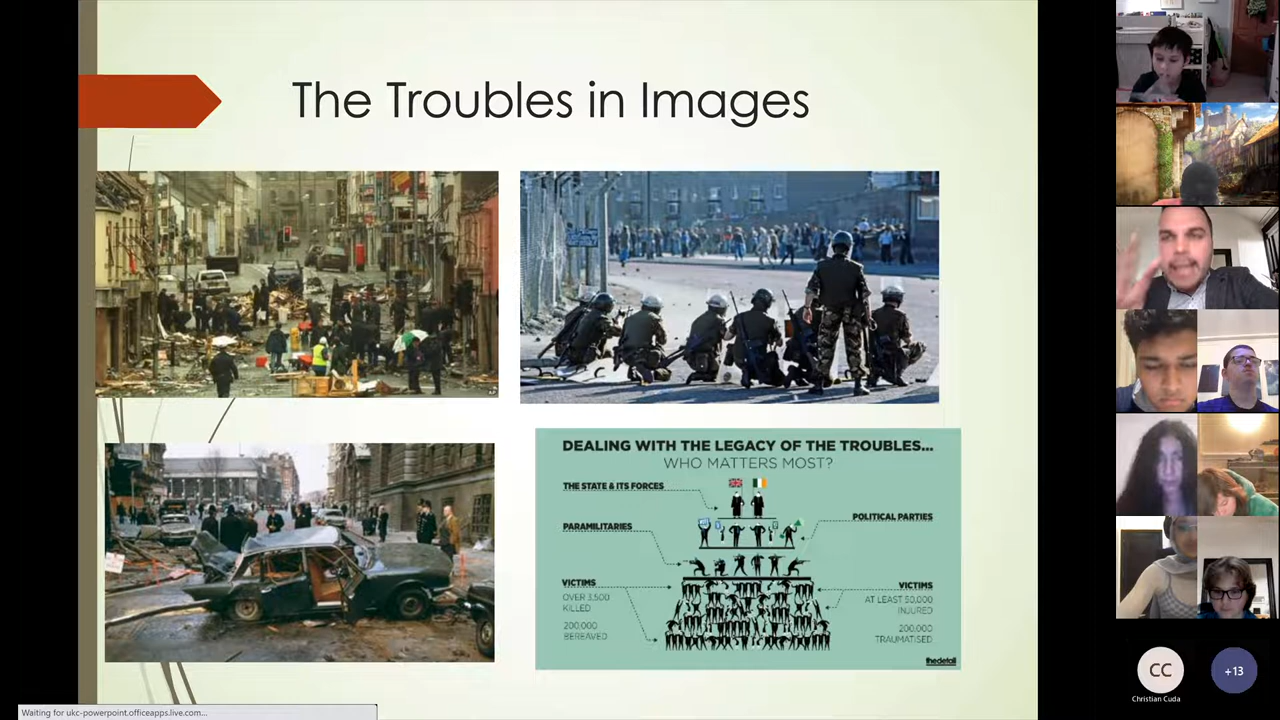 The Troubles in Images
DEALING WITH THE LEGACY OF THE TROUBLES...
WHO MATTERS MOST?
THE STATE & ITS FORCES
POLITICAL PARTIES
PARAMILITARIES
VICTIMS
OVER 3,500
KILLED
200,000
BEREAVED
VICTIMS
AT LEAST 50,000
INJURED
200,000
TRAUMATISED
thedetail
CC
Christian Cuda
+13
Waiting for ukc-powerpoint.officeapps.live.com...